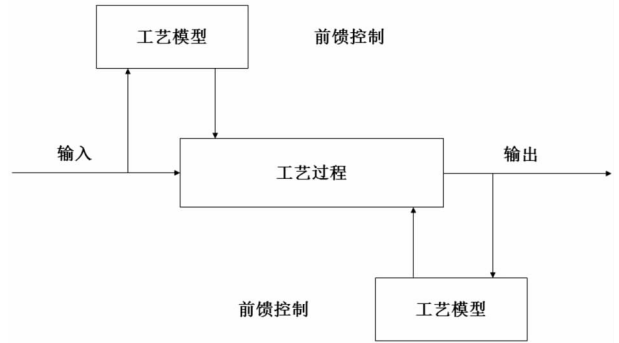 工艺模型
前馈控制
输入
工艺过程
输出
前馈控制
工艺模型